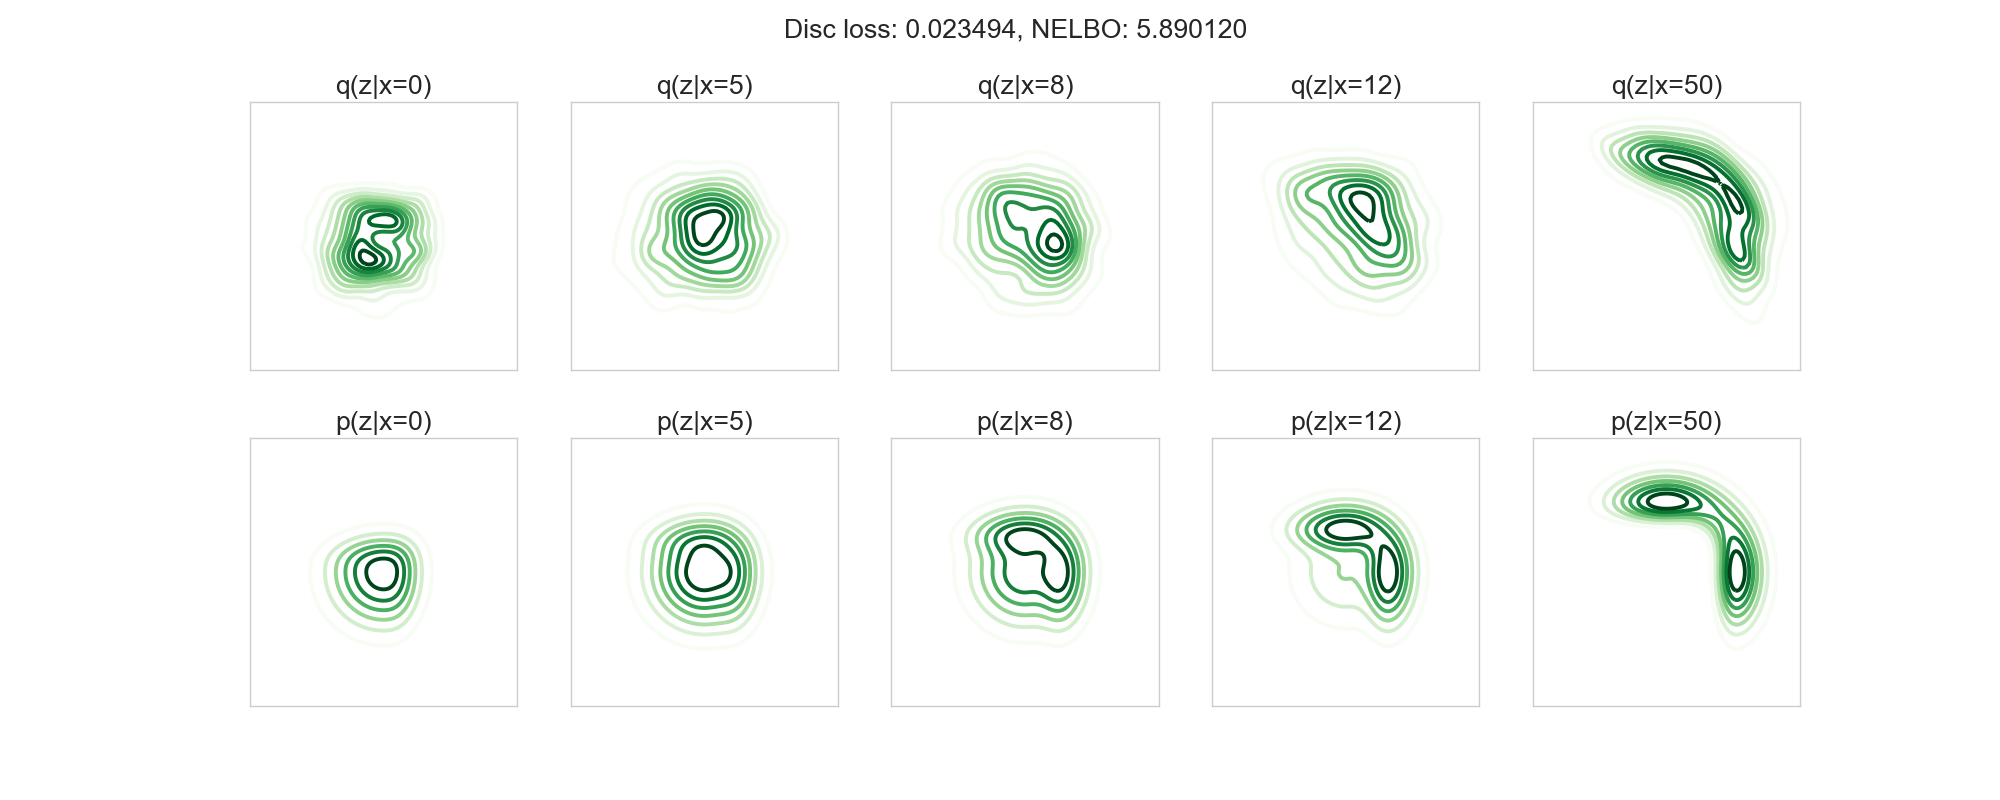 Disc loss: 0.023494, NELBO: 5.890120
q(z|x=0) q(z|x=5) q(z|x=8) q(z|x=12) q(z|x=50)
p(z|x=0) p(z|x=5) p(z|x=8) p(z|x=12) p(z|x=50)